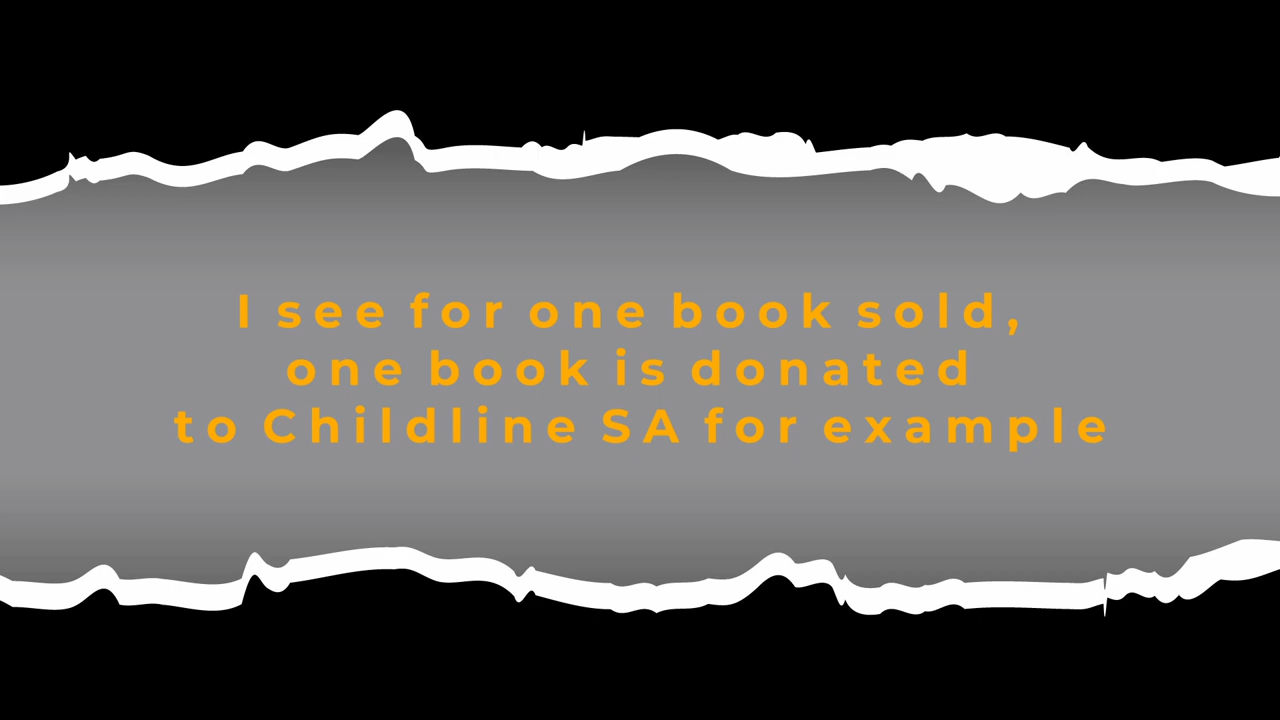 I see for one book sold,
one book is donated
to Childline SA for example